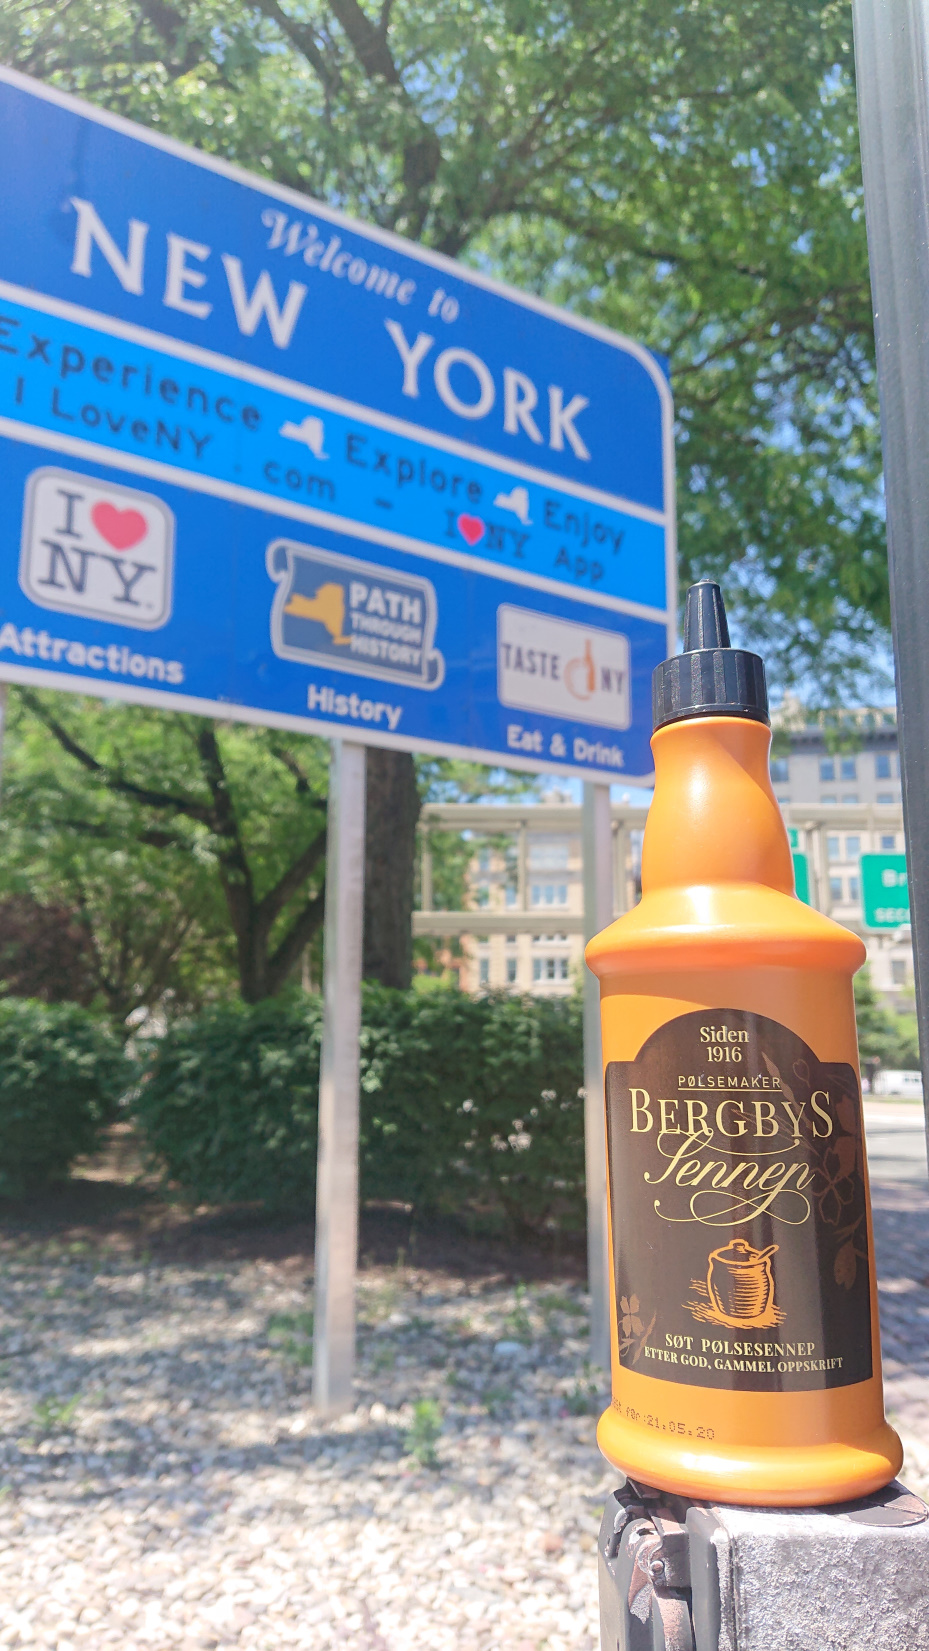 Welcome to
NEW YORK
Experience Explore Enjoy
I LoveNY.com - I♥NY App
I ♥
NY
PATH
THROUGH
HISTORY
TASTE NY
Attractions
History
Eat & Drink
Siden
1916
PØLSEMAKER
BERGBYS
Sennep
SØT PØLSESENNEP
ETTER GOD, GAMMEL OPPSKRIFT
før:21.05.20